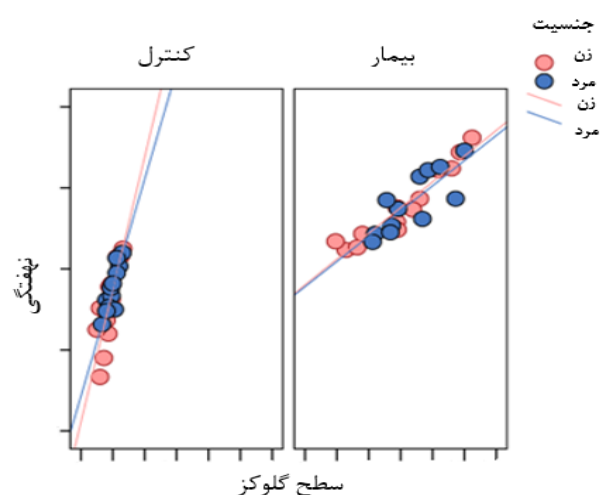 جنسیت
زن
مرد
زن
مرد
کنترل
بیمار
نهفتگی
سطح گلوکز